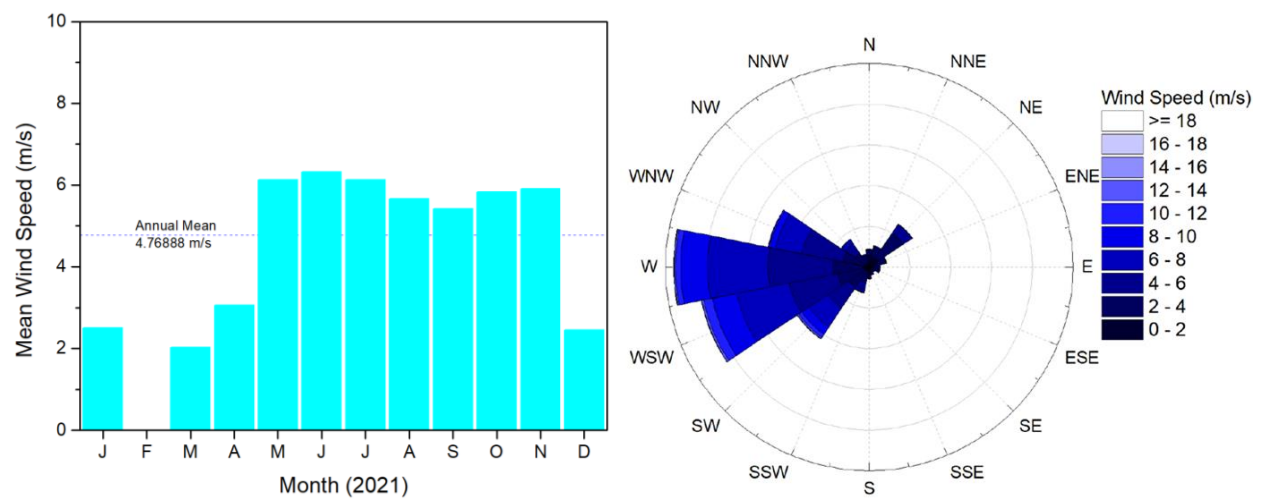 10
8
6
4
2
0
Mean Wind Speed (m/s)
Annual Mean
4.76888 m/s
J F M A M J J A S O N D
Month (2021)
N
NNE
NE
ENE
E
ESE
SE
SSE
S
SSW
SW
WSW
W
WNW
NW
NNW
Wind Speed (m/s)
>= 18
16 - 18
14 - 16
12 - 14
10 - 12
8 - 10
6 - 8
4 - 6
2 - 4
0 - 2